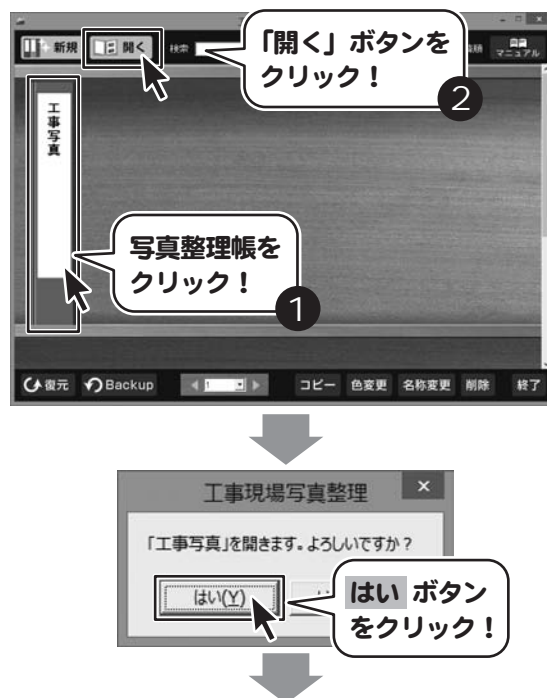 新規
開く
検索
マニュアル
「開く」ボタンを
クリック！
2
工事写真
写真整理帳を
クリック！
1
復元
Backup
1
コピー
色変更
名称変更
削除
終了
工事現場写真整理
「工事写真」を開きます。よろしいですか？
はい(Y)
はい ボタン
をクリック！